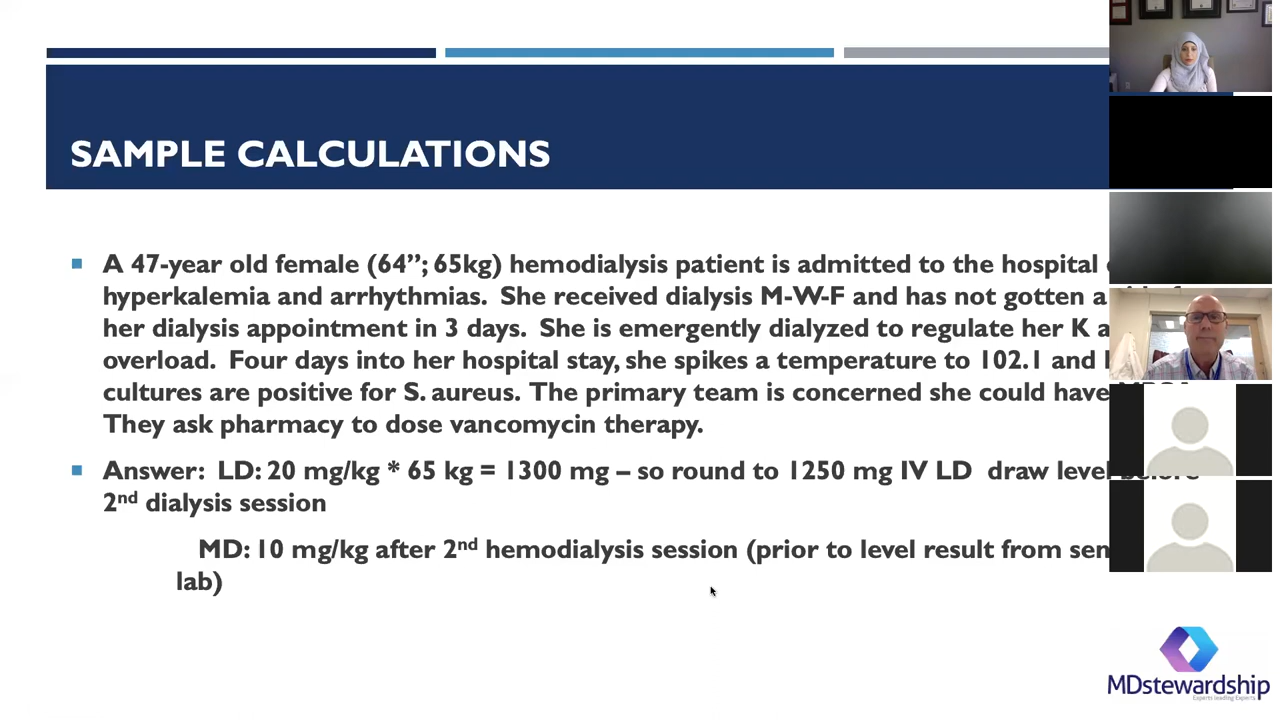 SAMPLE CALCULATIONS
A 47-year old female (64”; 65kg) hemodialysis patient is admitted to the hospital
hyperkalemia and arrhythmias. She received dialysis M-W-F and has not gotten a
her dialysis appointment in 3 days. She is emergently dialyzed to regulate her K
overload. Four days into her hospital stay, she spikes a temperature to 102.1 and
cultures are positive for S. aureus. The primary team is concerned she could have
They ask pharmacy to dose vancomycin therapy.
Answer: LD: 20 mg/kg * 65 kg = 1300 mg – so round to 1250 mg IV LD draw level before
2nd dialysis session
MD: 10 mg/kg after 2nd hemodialysis session (prior to level result from
lab)
MDstewardship
Experts Leading Experts